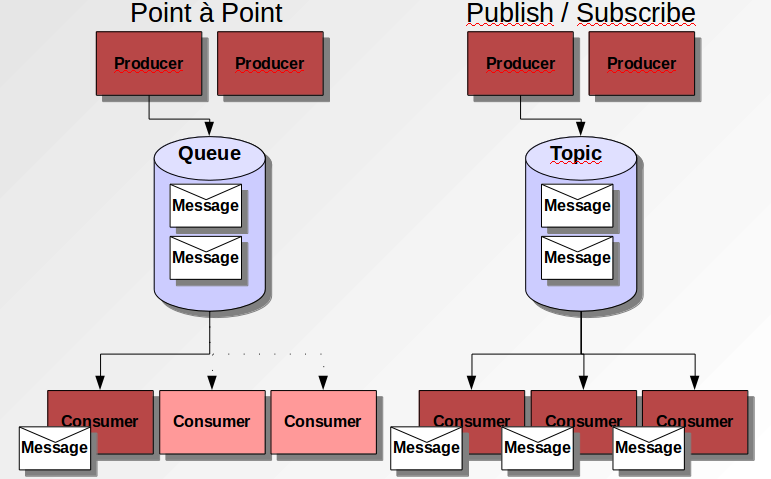 Point à Point
Producer
Producer
Queue
Message
Message
Consumer
Consumer
Consumer
Message
Publish / Subscribe
Producer
Producer
Topic
Message
Message
Consumer
Consumer
Consumer
Message
Message
Message